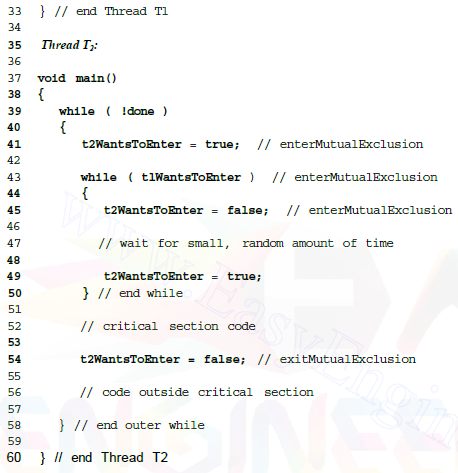 33 } // end Thread T1
34
35 Thread T2:
36
37 void main()
38 {
39 while ( !done )
40 {
41 t2WantsToEnter = true; // enterMutualExclusion
42
43 while ( t1WantsToEnter ) // enterMutualExclusion
44 {
45 t2WantsToEnter = false; // enterMutualExclusion
46
47 // wait for small, random amount of time
48
49 t2WantsToEnter = true;
50 } // end while
51
52 // critical section code
53
54 t2WantsToEnter = false; // exitMutualExclusion
55
56 // code outside critical section
57
58 } // end outer while
59
60 } // end Thread T2